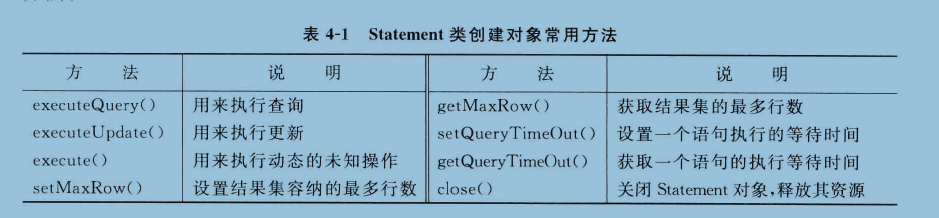 表 4-1 Statement 类创建对象常用方法
方 法 说 明 方 法 说 明
executeQuery() 用来执行查询 getMaxRow() 获取结果集的最多行数
executeUpdate() 用来执行更新 setQueryTimeOut() 设置一个语句执行的等待时间
execute() 用来执行动态的未知操作 getQueryTimeOut() 获取一个语句的执行等待时间
setMaxRow() 设置结果集容纳的最多行数 close() 关闭 Statement 对象,释放其资源